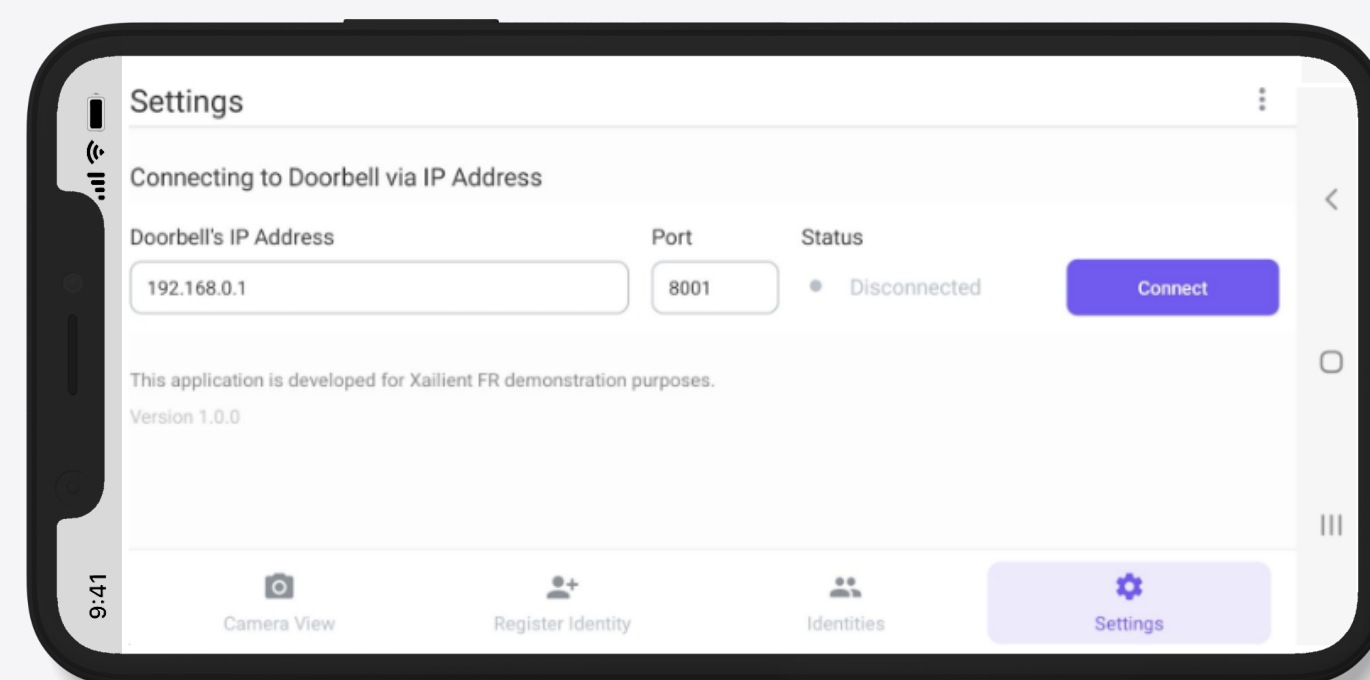 9:41
Settings
Connecting to Doorbell via IP Address
Doorbell's IP Address Port Status
192.168.0.1 8001 Disconnected Connect
This application is developed for Xailient FR demonstration purposes.
Version 1.0.0
Camera View Register Identity Identities Settings